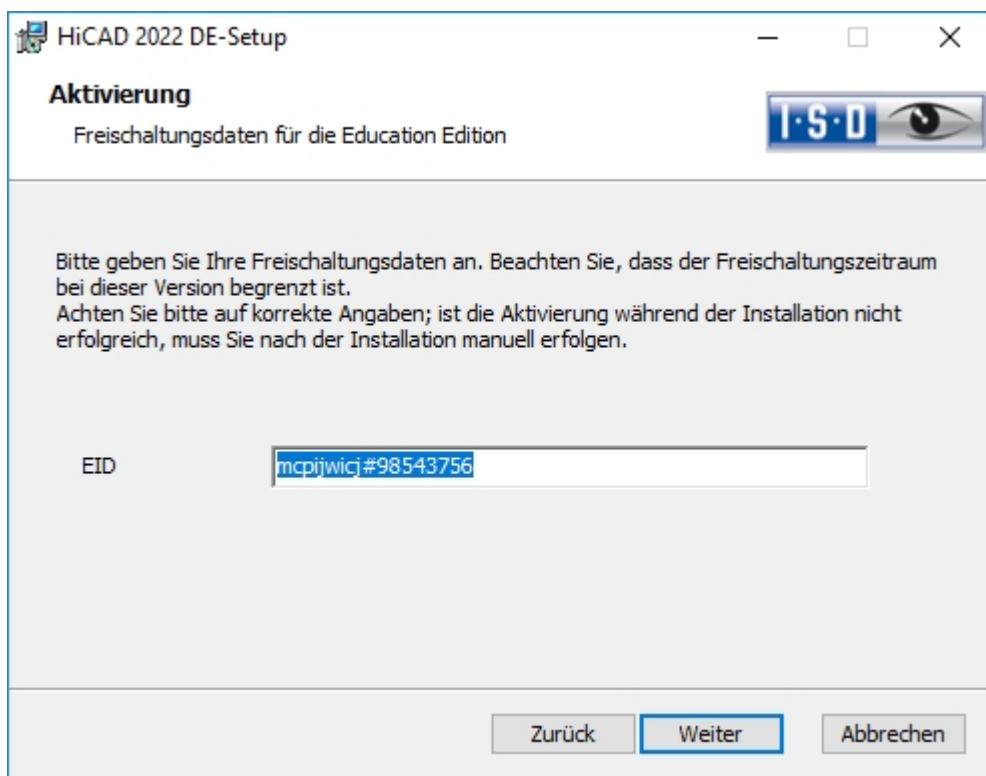 HiCAD 2022 DE-Setup
Aktivierung
Freischaltungsdaten für die Education Edition
I·S·D
Bitte geben Sie Ihre Freischaltungsdaten an. Beachten Sie, dass der Freischaltungszeitraum
bei dieser Version begrenzt ist.
Achten Sie bitte auf korrekte Angaben; ist die Aktivierung während der Installation nicht
erfolgreich, muss Sie nach der Installation manuell erfolgen.
EID mcpijwicj#98543756
Zurück Weiter Abbrechen